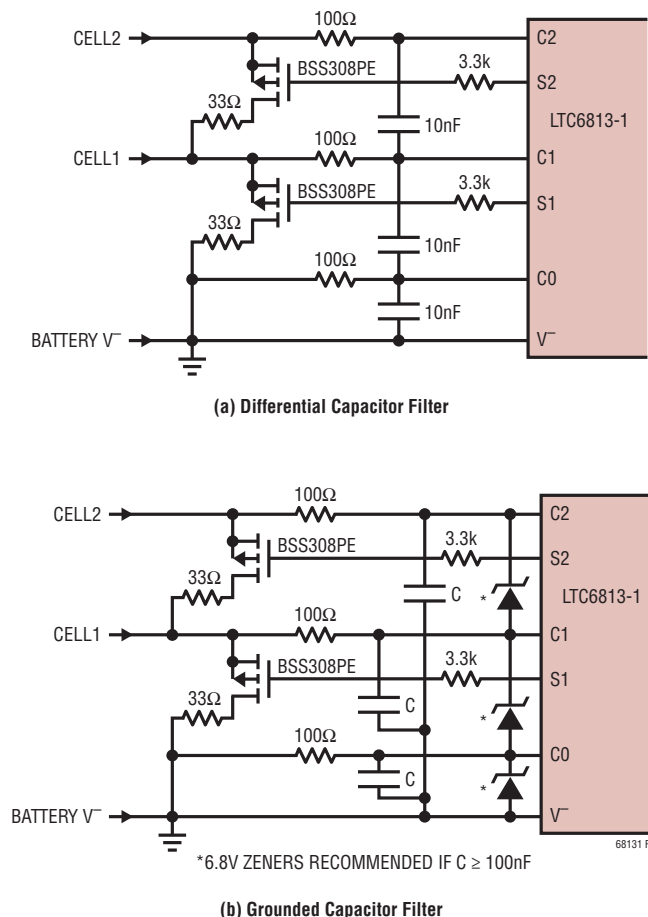 100Ω
CELL2
C2
3.3k
BSS308PE
S2
33Ω
LTC6813-1
10nF
100Ω
CELL1
C1
3.3k
BSS308PE
S1
33Ω
10nF
100Ω
C0
10nF
BATTERY V–
V–
(a) Differential Capacitor Filter
100Ω
CELL2
C2
3.3k
BSS308PE
S2
33Ω
LTC6813-1
C
*
100Ω
CELL1
C1
3.3k
BSS308PE
S1
33Ω
C
*
100Ω
C0
C
*
BATTERY V–
V–
68131 F
*6.8V ZENERS RECOMMENDED IF C ≥ 100nF
(b) Grounded Capacitor Filter